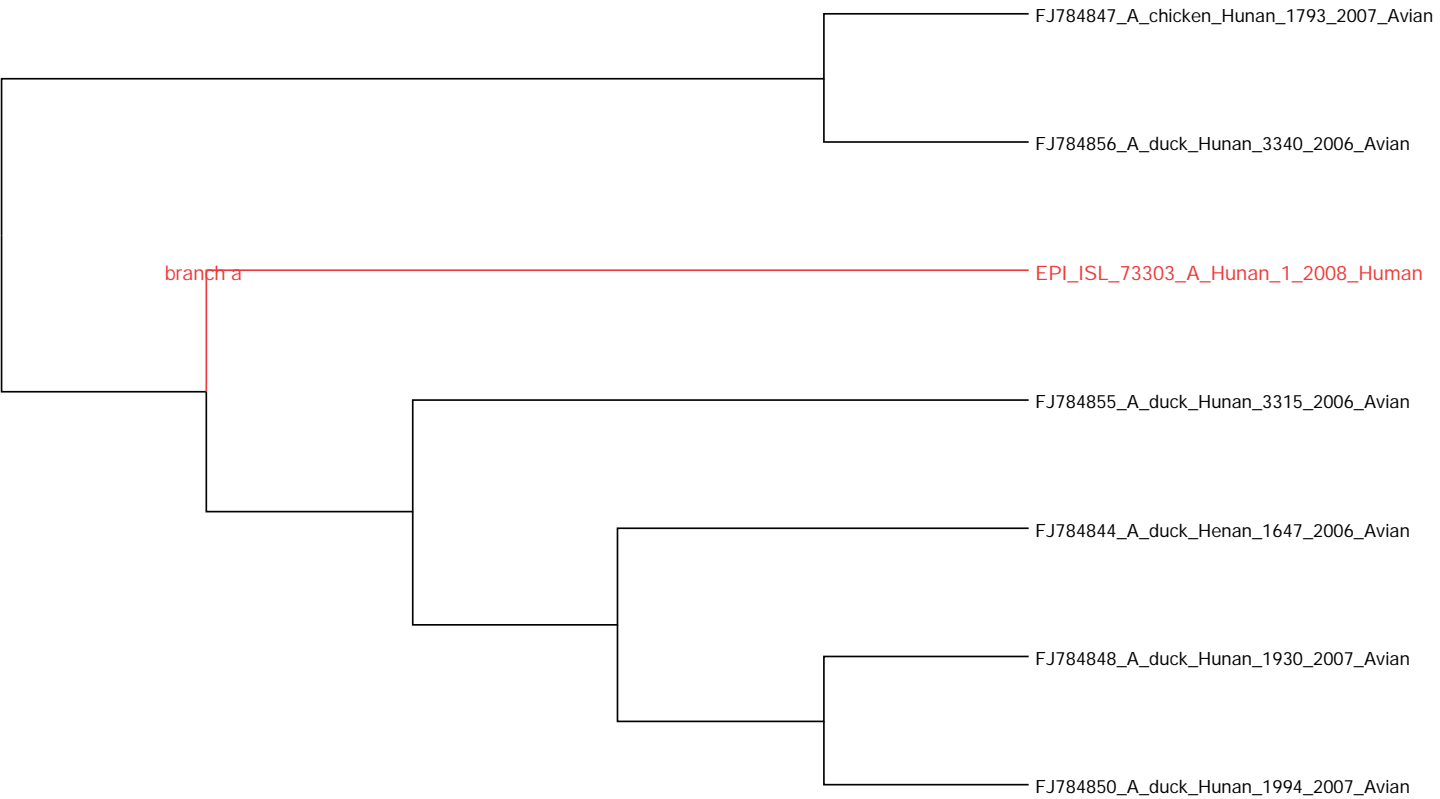 FJ784847_A_chicken_Hunan_1793_2007_Avian
FJ784856_A_duck_Hunan_3340_2006_Avian
branch a
EPI_ISL_73303_A_Hunan_1_2008_Human
FJ784855_A_duck_Hunan_3315_2006_Avian
FJ784844_A_duck_Henan_1647_2006_Avian
FJ784848_A_duck_Hunan_1930_2007_Avian
FJ784850_A_duck_Hunan_1994_2007_Avian